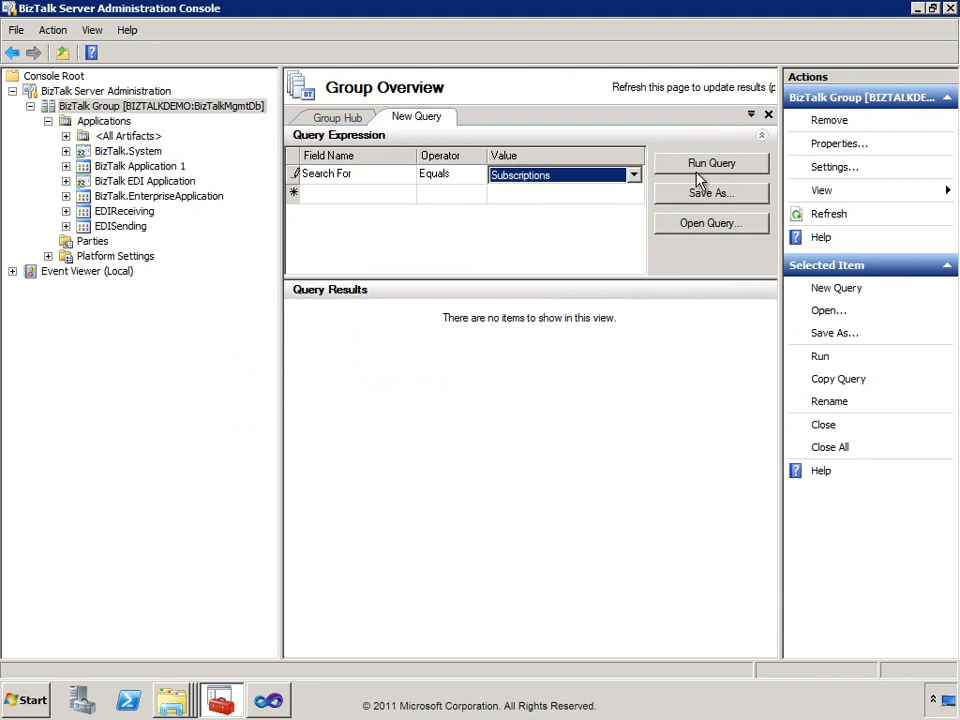 BizTalk Server Administration Console
File Action View Help
Console Root
BizTalk Server Administration
BizTalk Group [BIZTALKDEMO:BizTalkMgmtDb]
Applications
<All Artifacts>
BizTalk.System
BizTalk Application 1
BizTalk EDI Application
BizTalk.EnterpriseApplication
EDIReceiving
EDISending
Parties
Platform Settings
Event Viewer (Local)
Group Overview
Refresh this page to update results (p
Group Hub New Query
Query Expression
Field Name Operator Value
Search For Equals Subscriptions
Run Query
Save As...
Open Query...
Query Results
There are no items to show in this view.
Actions
BizTalk Group [BIZTALKDE...
Remove
Properties...
Settings...
View
Refresh
Help
Selected Item
New Query
Open...
Save As...
Run
Copy Query
Rename
Close
Close All
Help
Start
© 2011 Microsoft Corporation. All Rights Reserved.